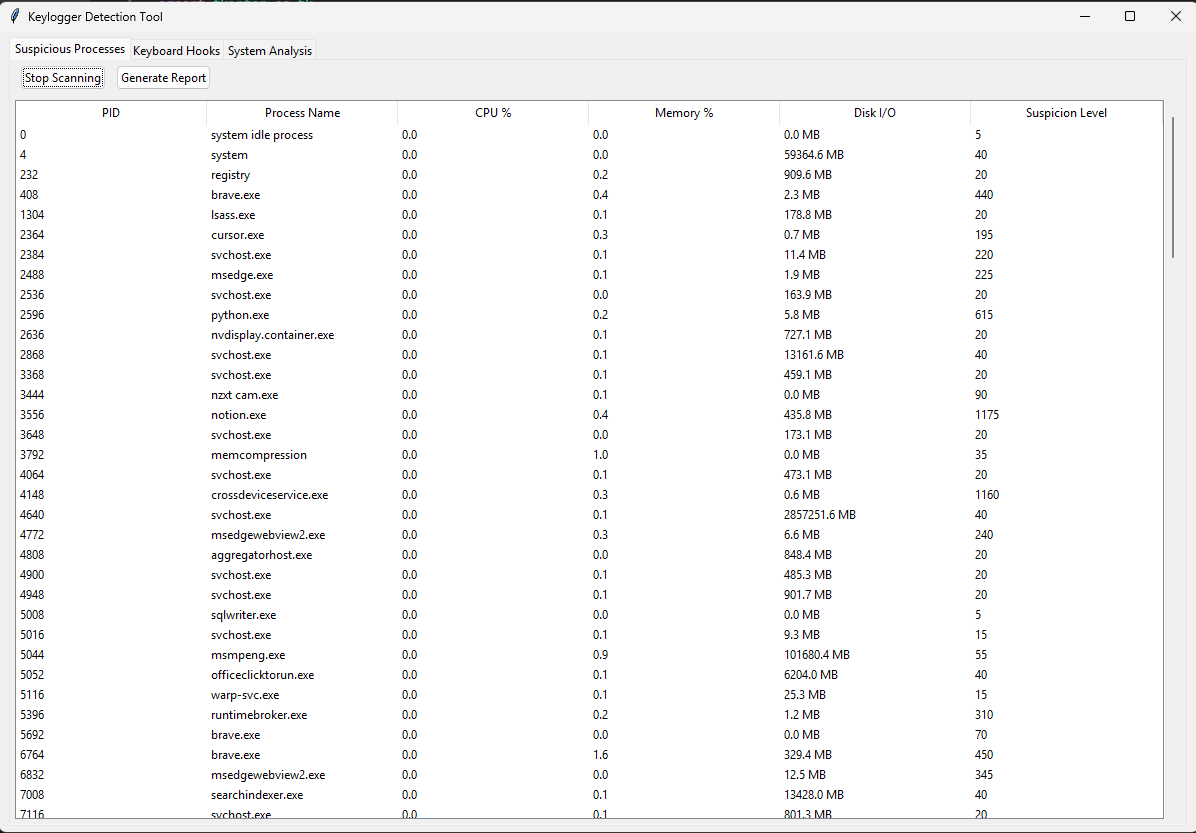 Keylogger Detection Tool
Suspicious Processes Keyboard Hooks System Analysis
Stop Scanning Generate Report
PID Process Name CPU % Memory % Disk I/O Suspicion Level
0 system idle process 0.0 0.0 0.0 MB 5
4 system 0.0 0.0 59364.6 MB 40
232 registry 0.0 0.2 909.6 MB 20
408 brave.exe 0.0 0.4 2.3 MB 440
1304 lsass.exe 0.0 0.1 178.8 MB 20
2364 cursor.exe 0.0 0.3 0.7 MB 195
2384 svchost.exe 0.0 0.1 11.4 MB 220
2488 msedge.exe 0.0 0.1 1.9 MB 225
2536 svchost.exe 0.0 0.0 163.9 MB 20
2596 python.exe 0.0 0.2 5.8 MB 615
2636 nvdisplay.container.exe 0.0 0.1 727.1 MB 20
2868 svchost.exe 0.0 0.1 13161.6 MB 40
3368 svchost.exe 0.0 0.1 459.1 MB 20
3444 nzxt cam.exe 0.0 0.1 0.0 MB 90
3556 notion.exe 0.0 0.4 435.8 MB 1175
3648 svchost.exe 0.0 0.0 173.1 MB 20
3792 memcompression 0.0 1.0 0.0 MB 35
4064 svchost.exe 0.0 0.1 473.1 MB 20
4148 crossdeviceservice.exe 0.0 0.3 0.6 MB 1160
4640 svchost.exe 0.0 0.1 2857251.6 MB 40
4772 msedgewebview2.exe 0.0 0.3 6.6 MB 240
4808 aggregatorhost.exe 0.0 0.0 848.4 MB 20
4900 svchost.exe 0.0 0.1 485.3 MB 20
4948 svchost.exe 0.0 0.1 901.7 MB 20
5008 sqlwriter.exe 0.0 0.0 0.0 MB 5
5016 svchost.exe 0.0 0.1 9.3 MB 15
5044 msmpeng.exe 0.0 0.9 101680.4 MB 55
5052 officeclicktorun.exe 0.0 0.1 6204.0 MB 40
5116 warp-svc.exe 0.0 0.1 25.3 MB 15
5396 runtimebroker.exe 0.0 0.2 1.2 MB 310
5692 brave.exe 0.0 0.0 0.0 MB 70
6764 brave.exe 0.0 1.6 329.4 MB 450
6832 msedgewebview2.exe 0.0 0.0 12.5 MB 345
7008 searchindexer.exe 0.0 0.1 13428.0 MB 40
7116 svchost.exe 0.0 0.1 801.3 MB 20